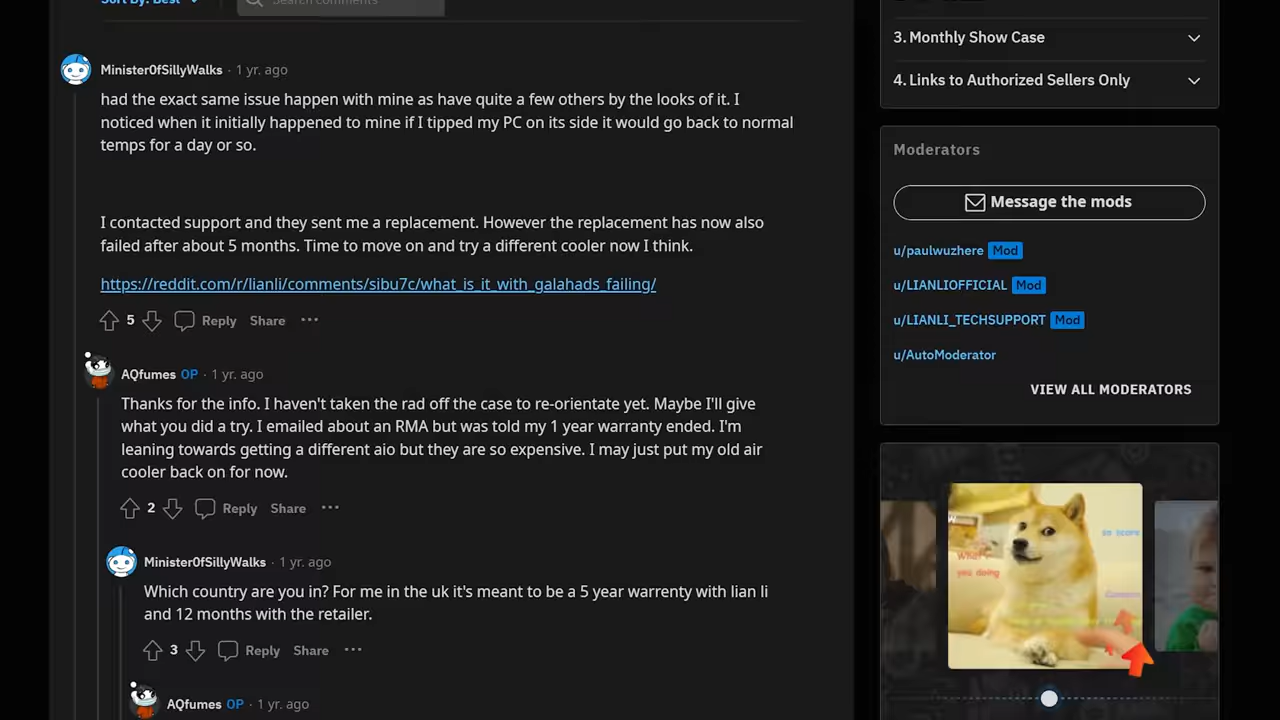 Sort By: Best
Search comments
Minister0fSillyWalks · 1 yr. ago
had the exact same issue happen with mine as have quite a few others by the looks of it. I
noticed when it initially happened to mine if I tipped my PC on its side it would go back to normal
temps for a day or so.
I contacted support and they sent me a replacement. However the replacement has now also
failed after about 5 months. Time to move on and try a different cooler now I think.
https://reddit.com/r/lianli/comments/sibu7c/what_is_it_with_galahads_failing/
5 Reply Share ···
AQfumes OP · 1 yr. ago
Thanks for the info. I haven't taken the rad off the case to re-orientate yet. Maybe I'll give
what you did a try. I emailed about an RMA but was told my 1 year warranty ended. I'm
leaning towards getting a different aio but they are so expensive. I may just put my old air
cooler back on for now.
2 Reply Share ···
Minister0fSillyWalks · 1 yr. ago
Which country are you in? For me in the uk it's meant to be a 5 year warrenty with lian li
and 12 months with the retailer.
3 Reply Share ···
AQfumes OP · 1 yr. ago
3. Monthly Show Case
4. Links to Authorized Sellers Only
Moderators
Message the mods
u/paulwuzhere Mod
u/LIANLIOFFICIAL Mod
u/LIANLI_TECHSUPPORT Mod
u/AutoModerator
VIEW ALL MODERATORS
you doing